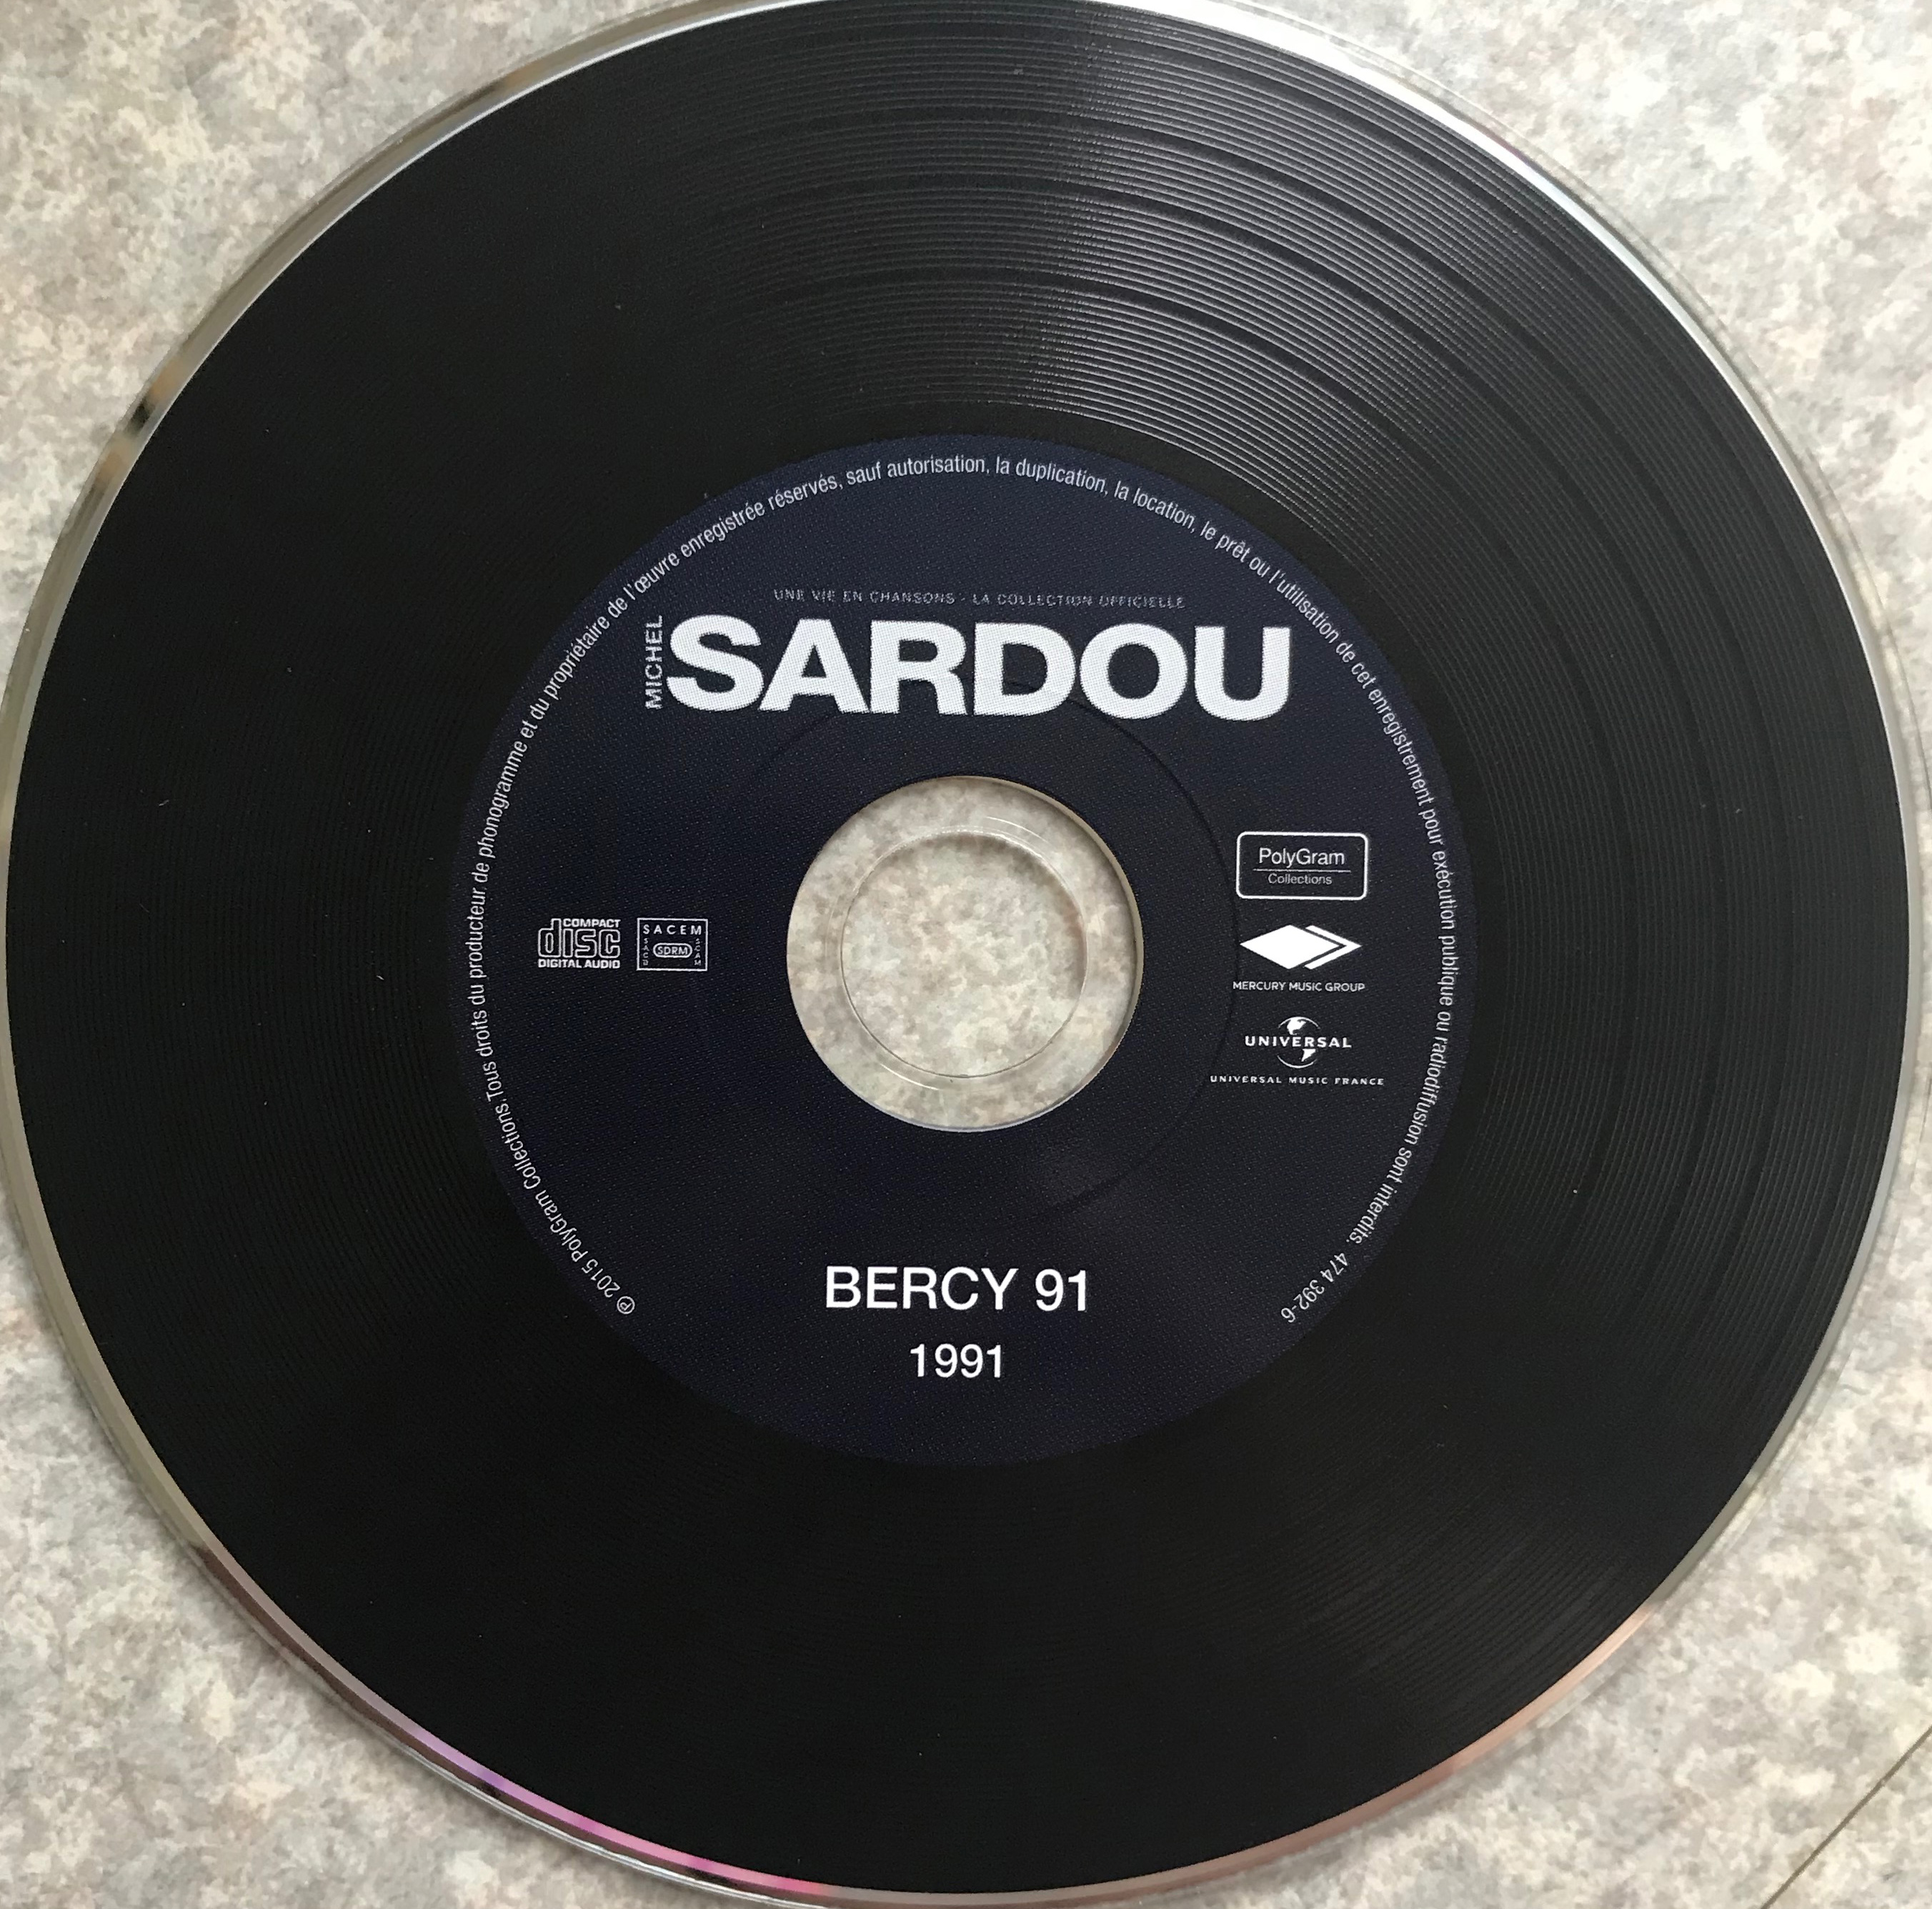 ℗ 2015 PolyGram Collections.Tous droits du producteur de phonogramme et du propriétaire de l'œuvre enregistrée réservés, sauf autorisation, la duplication, la location, le prêt ou l'utilisation de cet enregistrement pour exécution publique ou radiodiffusion sont interdits. 474 392-6
UNE VIE EN CHANSONS - LA COLLECTION OFFICIELLE
MICHEL
SARDOU
COMPACT
disc
DIGITAL AUDIO
SACEM
SACD
SDRM
SCAM
PolyGram
Collections
MERCURY MUSIC GROUP
UNIVERSAL
UNIVERSAL MUSIC FRANCE
BERCY 91
1991